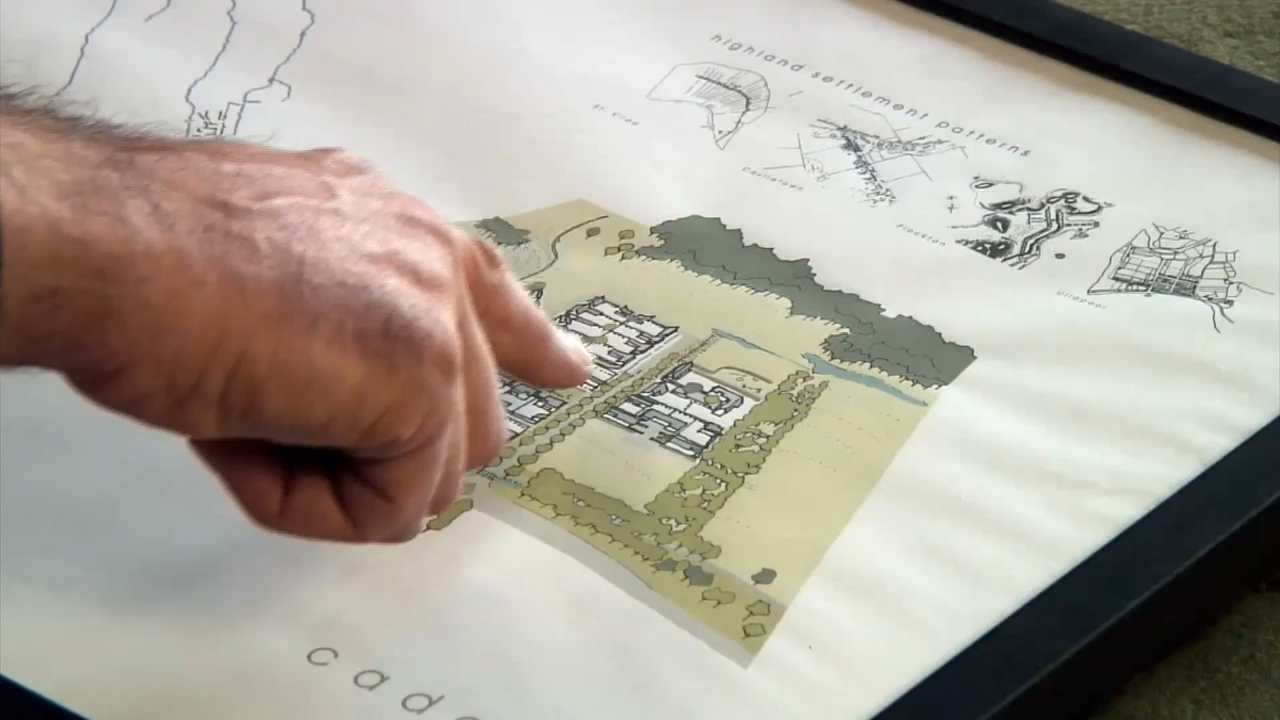 highland settlement patterns
St. Kilda
Castletown
Plockton
Ullapool
cad